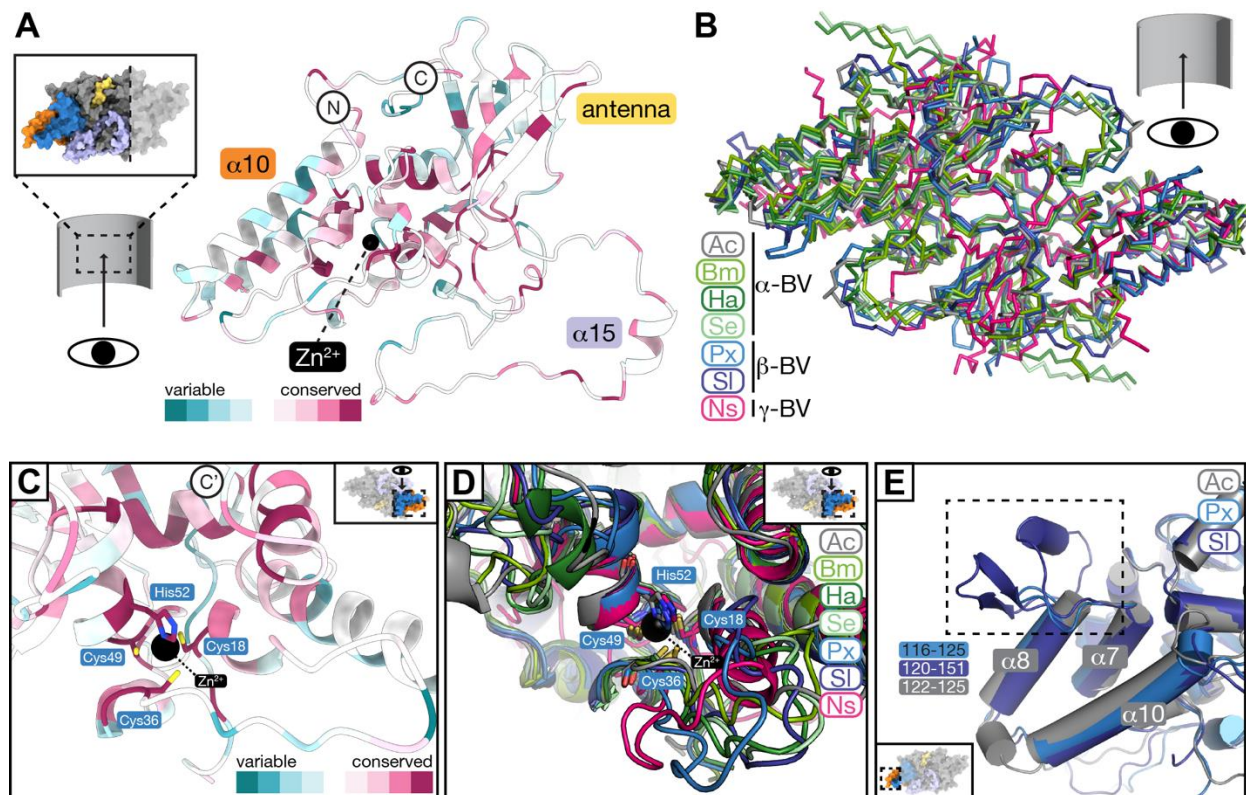 A
N
C
antenna
α10
Zn2+
α15
variable
conserved
B
Ac
Bm
Ha
Se
Px
Sl
Ns
α-BV
β-BV
γ-BV
C
C'
His52
Cys49
Cys18
Zn2+
Cys36
variable
conserved
D
His52
Cys49
Cys18
Zn2+
Cys36
Ac
Bm
Ha
Se
Px
Sl
Ns
E
Ac
Px
Sl
116-125
120-151
122-125
α8
α7
α10